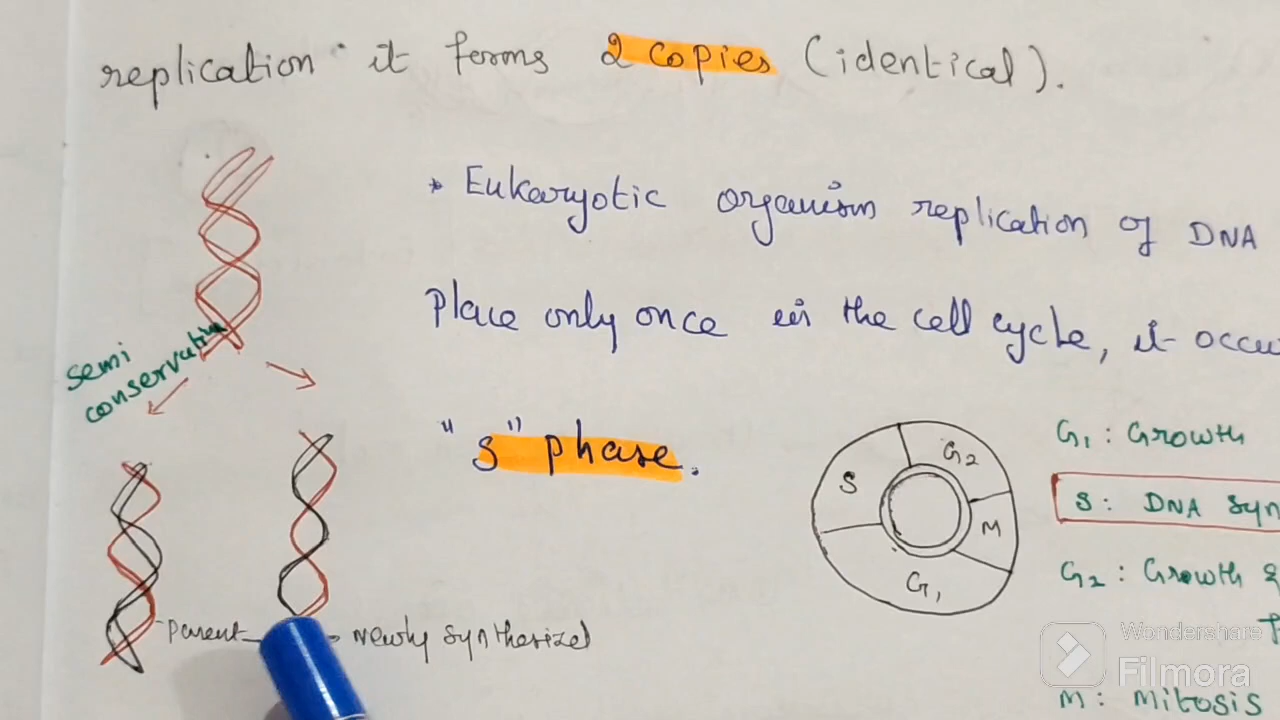 replication it forms 2 copies (identical).
* Eukaryotic organism replication of DNA
Place only once in the cell cycle, it occu
"S" phase.
semi
conservative
Parent
Newly synthesized
S
G2
M
G1
G1: Growth
S: DNA Syn
G2: Growth &
M: Mitosis
Wondershare
Filmora